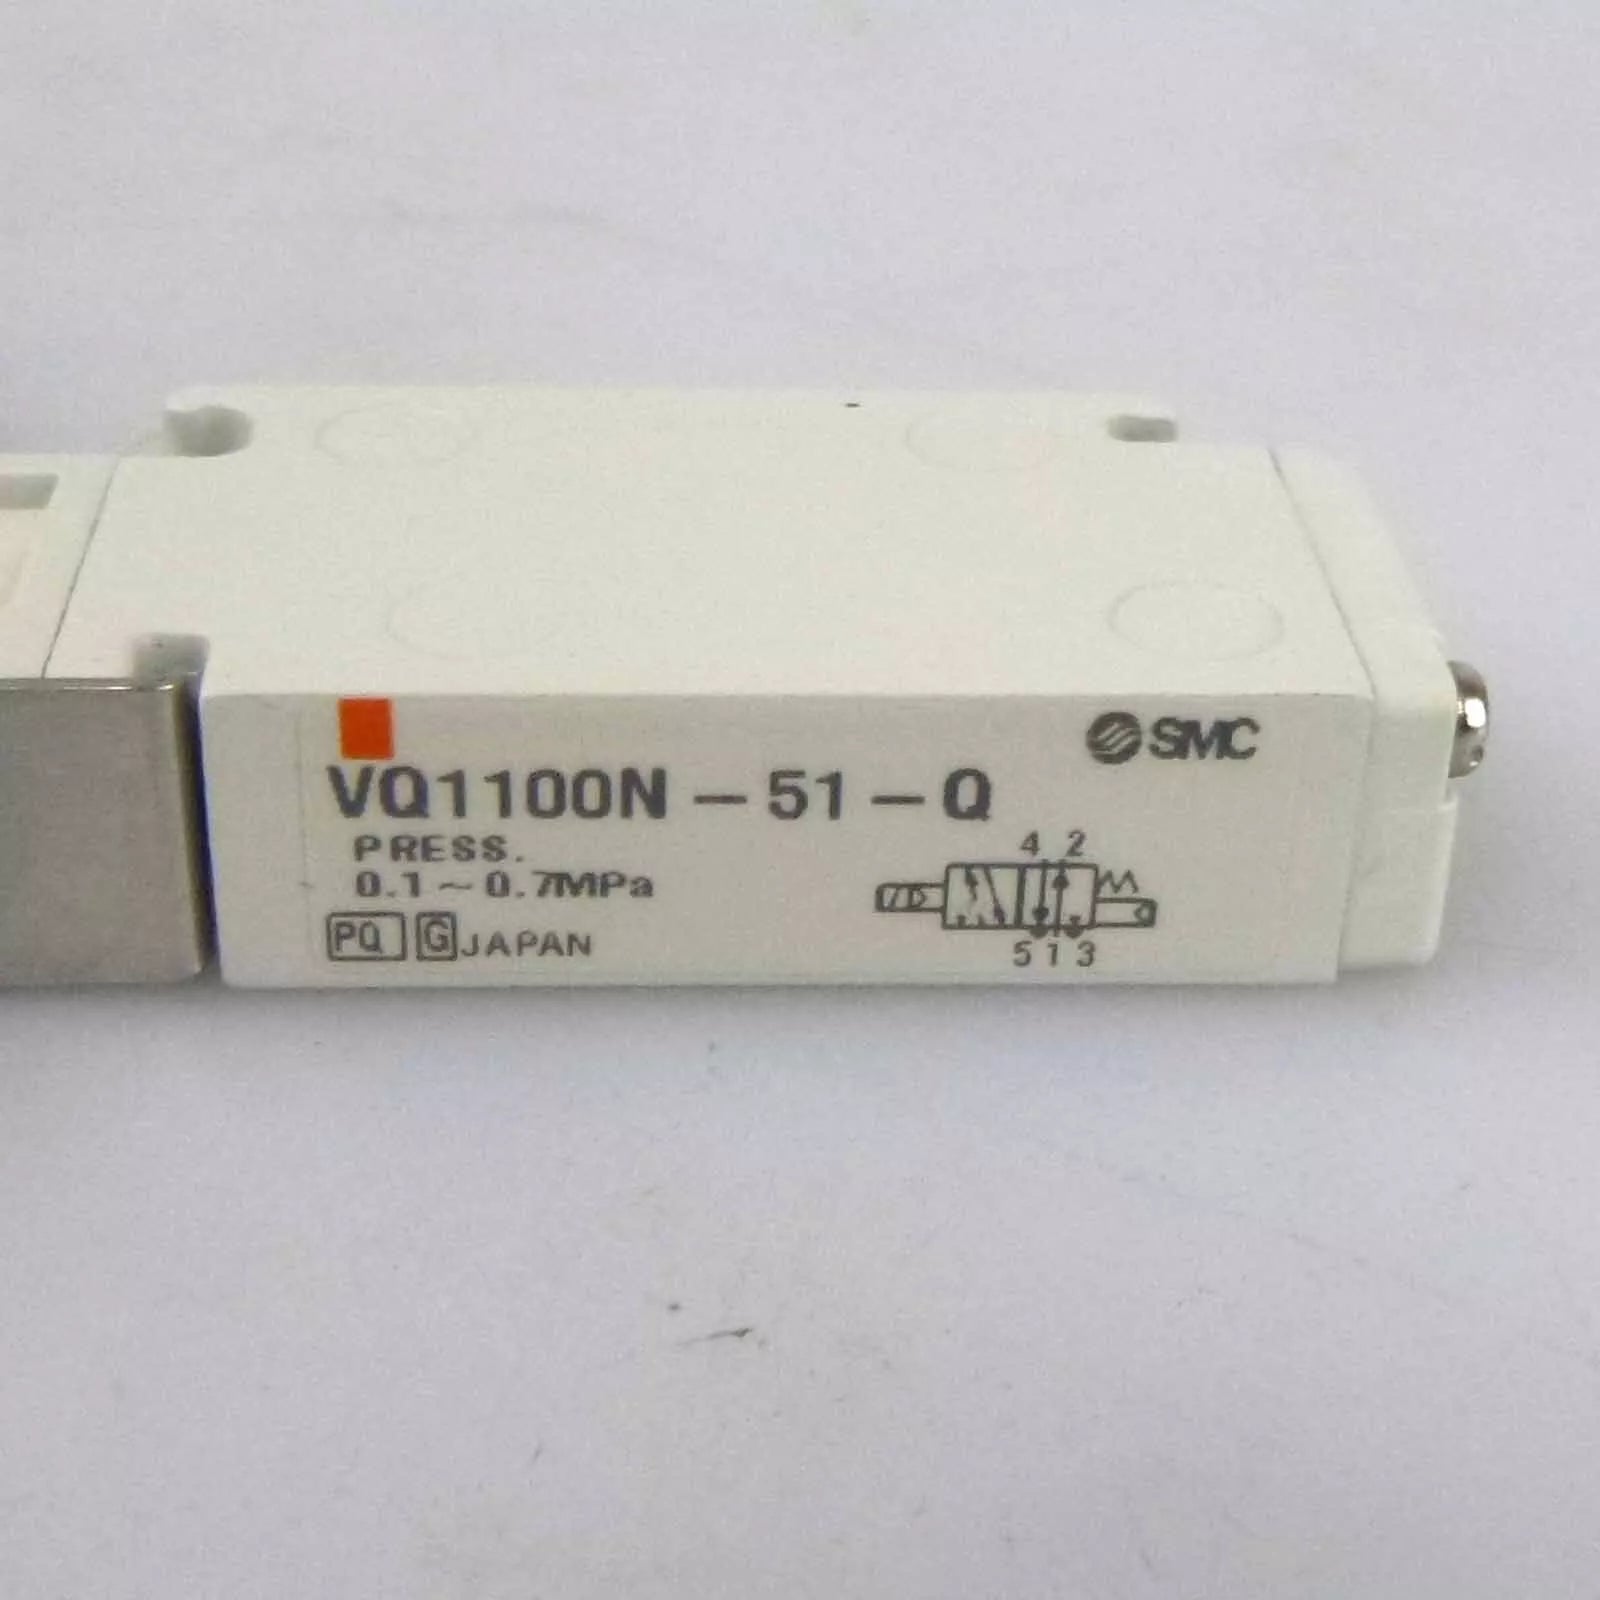 SMC
VQ1100N-51-Q
PRESS.
0.1~0.7MPa
4 2
PQ G JAPAN
5 1 3